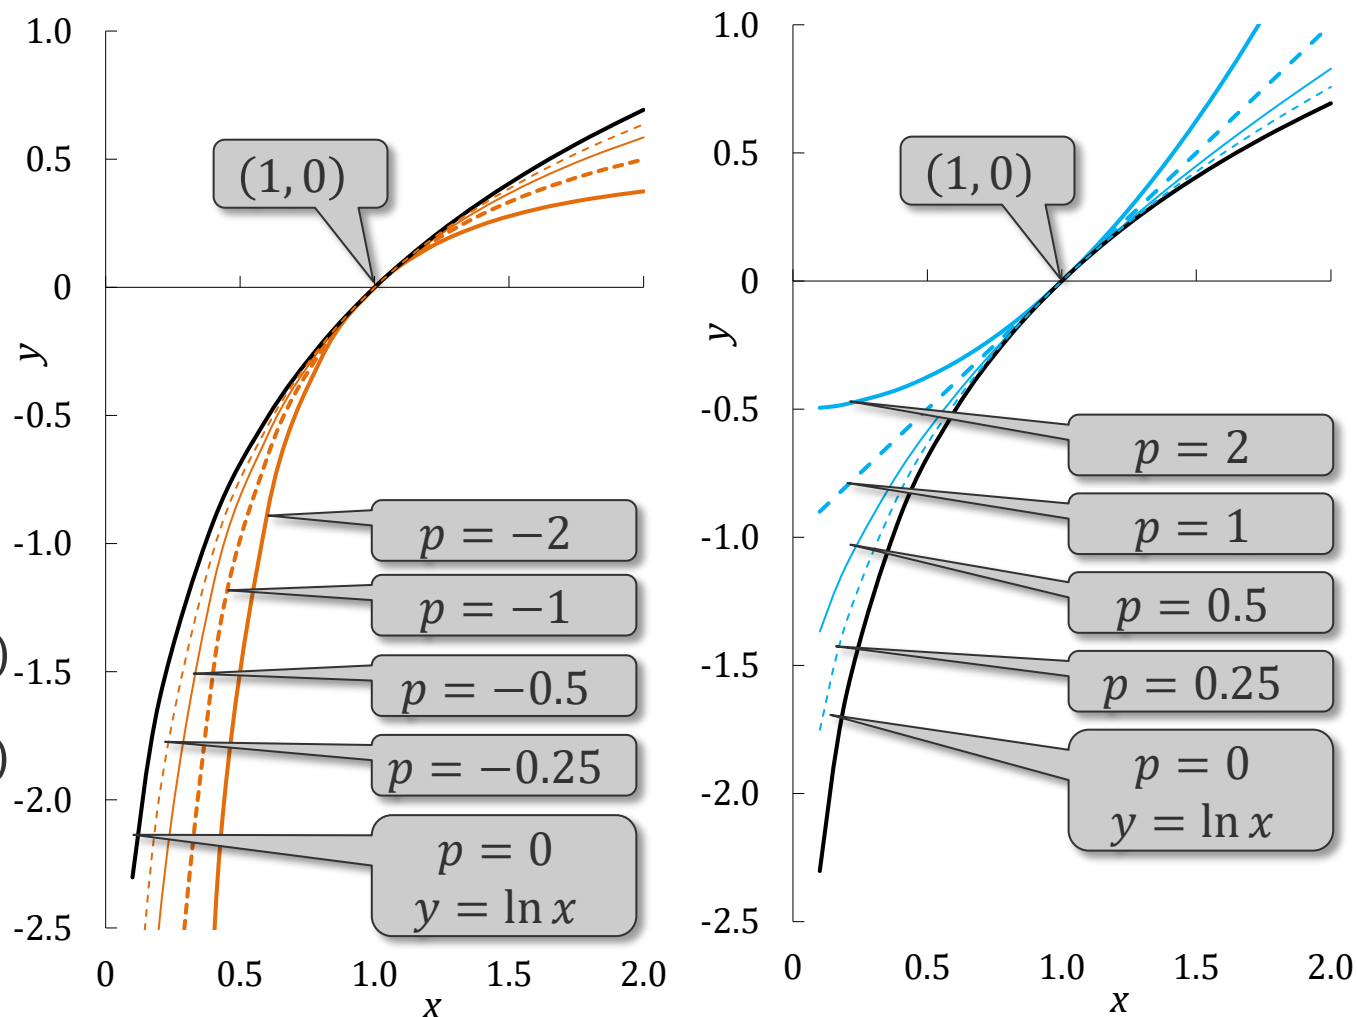 1.0
0.5
0
-0.5
-1.0
-1.5
-2.0
-2.5
y
0 0.5 1.0 1.5 2.0
x
(1, 0)
p = −2
p = −1
p = −0.5
p = −0.25
p = 0
y = ln x
)
)
1.0
0.5
0
-0.5
-1.0
-1.5
-2.0
-2.5
y
0 0.5 1.0 1.5 2.0
x
(1, 0)
p = 2
p = 1
p = 0.5
p = 0.25
p = 0
y = ln x